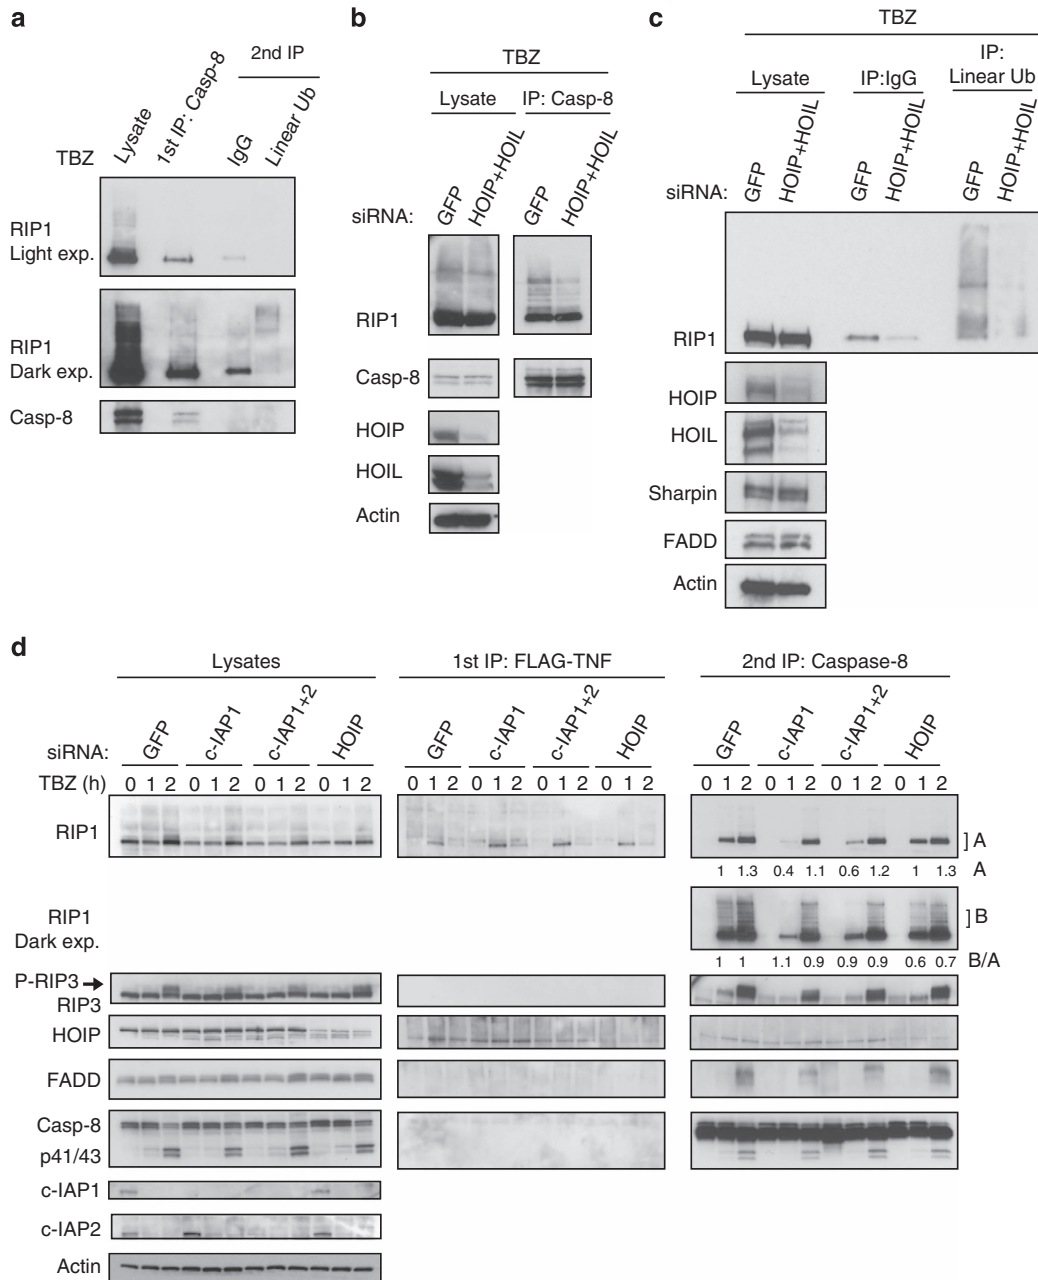 a
2nd IP
Lysate
1st IP: Casp-8
IgG
Linear Ub
TBZ
RIP1
Light exp.
RIP1
Dark exp.
Casp-8
b
TBZ
Lysate
IP: Casp-8
siRNA:
GFP
HOIP+HOIL
GFP
HOIP+HOIL
RIP1
Casp-8
HOIP
HOIL
Actin
c
TBZ
Lysate
IP:IgG
IP:
Linear Ub
siRNA:
GFP
HOIP+HOIL
GFP
HOIP+HOIL
GFP
HOIP+HOIL
RIP1
HOIP
HOIL
Sharpin
FADD
Actin
d
Lysates
1st IP: FLAG-TNF
2nd IP: Caspase-8
siRNA:
GFP c-IAP1 c-IAP1+2 HOIP
GFP c-IAP1 c-IAP1+2 HOIP
GFP c-IAP1 c-IAP1+2 HOIP
TBZ (h) 0 1 2 0 1 2 0 1 2 0 1 2
0 1 2 0 1 2 0 1 2 0 1 2
0 1 2 0 1 2 0 1 2 0 1 2
RIP1
] A
1 1.3 0.4 1.1 0.6 1.2 1 1.3 A
RIP1
Dark exp.
] B
1 1 1.1 0.9 0.9 0.9 0.6 0.7 B/A
P-RIP3
RIP3
HOIP
FADD
Casp-8
p41/43
c-IAP1
c-IAP2
Actin